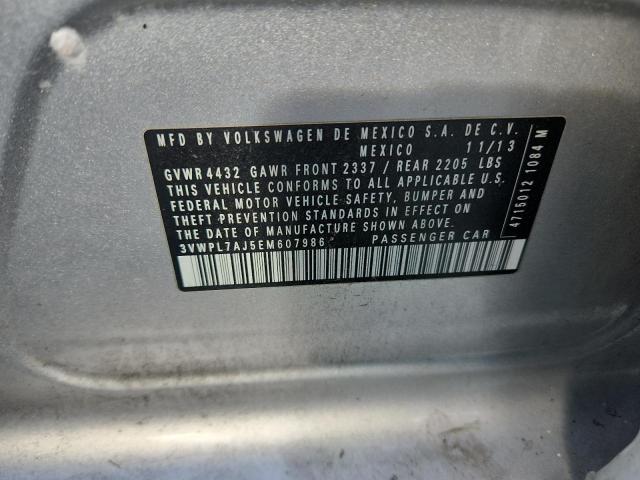 MFD BY VOLKSWAGEN DE MEXICO S.A. DE C.V.
MEXICO 11/13
GVWR4432 GAWR FRONT 2337 / REAR 2205 LBS
THIS VEHICLE CONFORMS TO ALL APPLICABLE U.S.
FEDERAL MOTOR VEHICLE SAFETY, BUMPER AND
THEFT PREVENTION STANDARDS IN EFFECT ON
THE DATE OF MANUFACTURE SHOWN ABOVE.
3VWPL7AJ5EM607986 PASSENGER CAR
4715012 1084 M